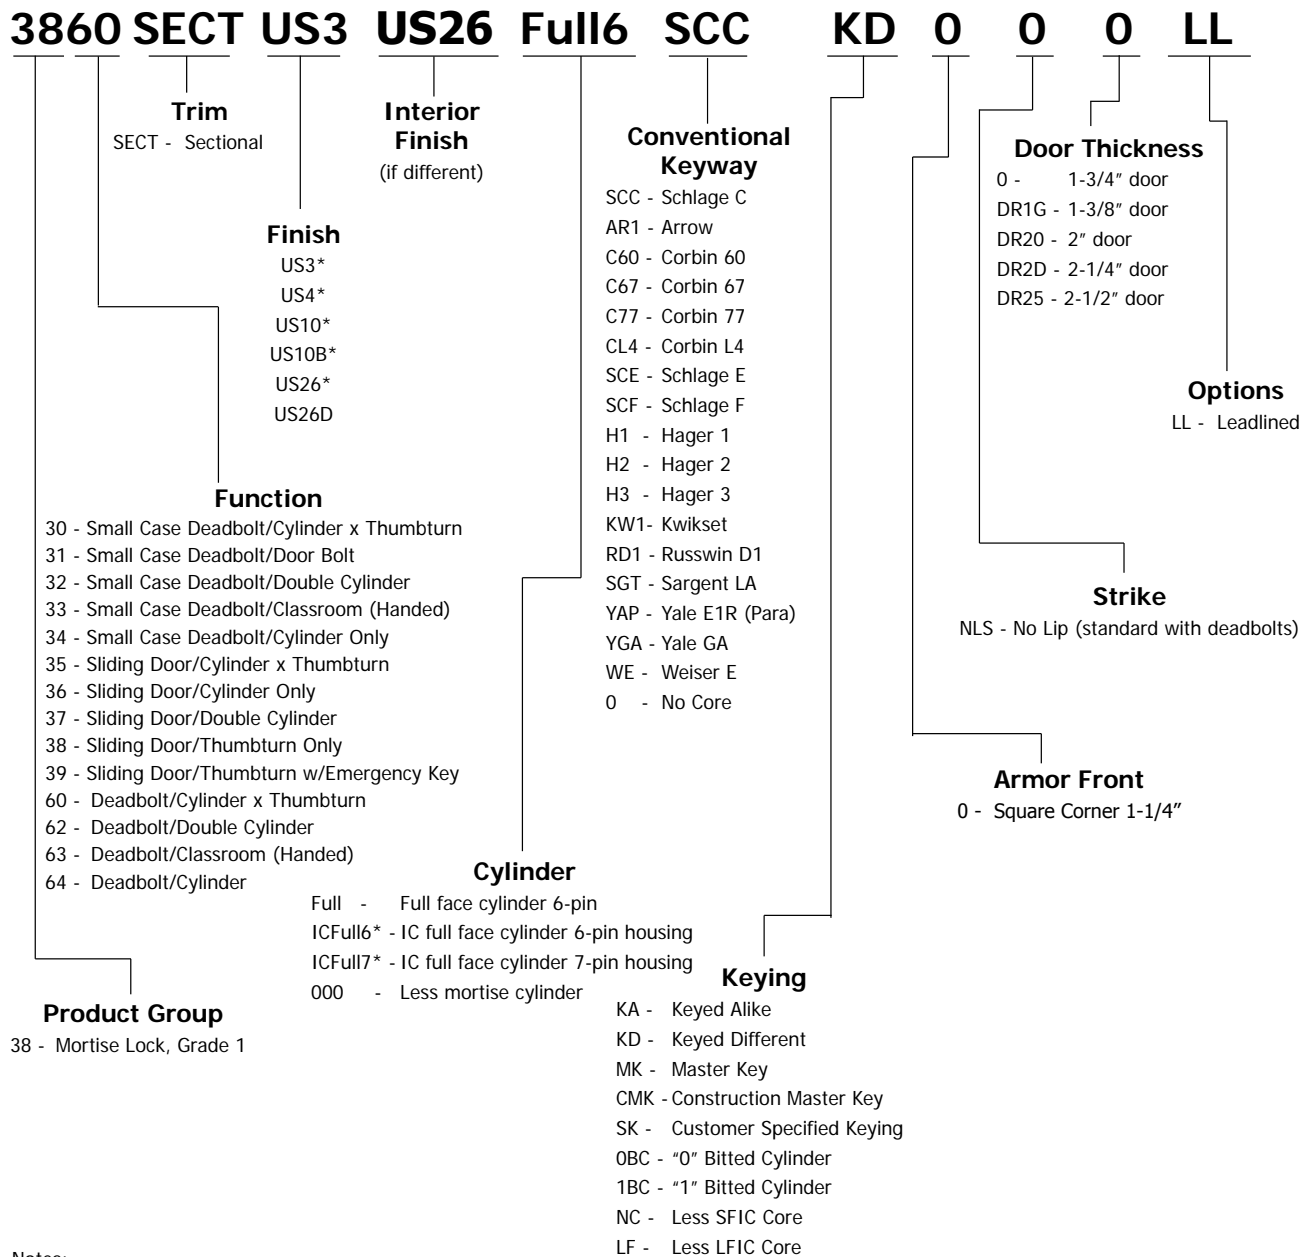 3860 SECT US3 US26 Full6 SCC KD 0 0 0 LL
Trim
SECT - Sectional
Interior
Finish
(if different)
Conventional
Keyway
SCC - Schlage C
AR1 - Arrow
C60 - Corbin 60
C67 - Corbin 67
C77 - Corbin 77
CL4 - Corbin L4
SCE - Schlage E
SCF - Schlage F
H1 - Hager 1
H2 - Hager 2
H3 - Hager 3
KW1- Kwikset
RD1 - Russwin D1
SGT - Sargent LA
YAP - Yale E1R (Para)
YGA - Yale GA
WE - Weiser E
0 - No Core
Door Thickness
0 - 1-3/4" door
DR1G - 1-3/8" door
DR20 - 2" door
DR2D - 2-1/4" door
DR25 - 2-1/2" door
Finish
US3*
US4*
US10*
US10B*
US26*
US26D
Options
LL - Leadlined
Function
30 - Small Case Deadbolt/Cylinder x Thumbturn
31 - Small Case Deadbolt/Door Bolt
32 - Small Case Deadbolt/Double Cylinder
33 - Small Case Deadbolt/Classroom (Handed)
34 - Small Case Deadbolt/Cylinder Only
35 - Sliding Door/Cylinder x Thumbturn
36 - Sliding Door/Cylinder Only
37 - Sliding Door/Double Cylinder
38 - Sliding Door/Thumbturn Only
39 - Sliding Door/Thumbturn w/Emergency Key
60 - Deadbolt/Cylinder x Thumbturn
62 - Deadbolt/Double Cylinder
63 - Deadbolt/Classroom (Handed)
64 - Deadbolt/Cylinder
Strike
NLS - No Lip (standard with deadbolts)
Armor Front
0 - Square Corner 1-1/4"
Cylinder
Full - Full face cylinder 6-pin
ICFull6* - IC full face cylinder 6-pin housing
ICFull7* - IC full face cylinder 7-pin housing
000 - Less mortise cylinder
Product Group
38 - Mortise Lock, Grade 1
Keying
KA - Keyed Alike
KD - Keyed Different
MK - Master Key
CMK - Construction Master Key
SK - Customer Specified Keying
0BC - "0" Bitted Cylinder
1BC - "1" Bitted Cylinder
NC - Less SFIC Core
LF - Less LFIC Core
Notes: